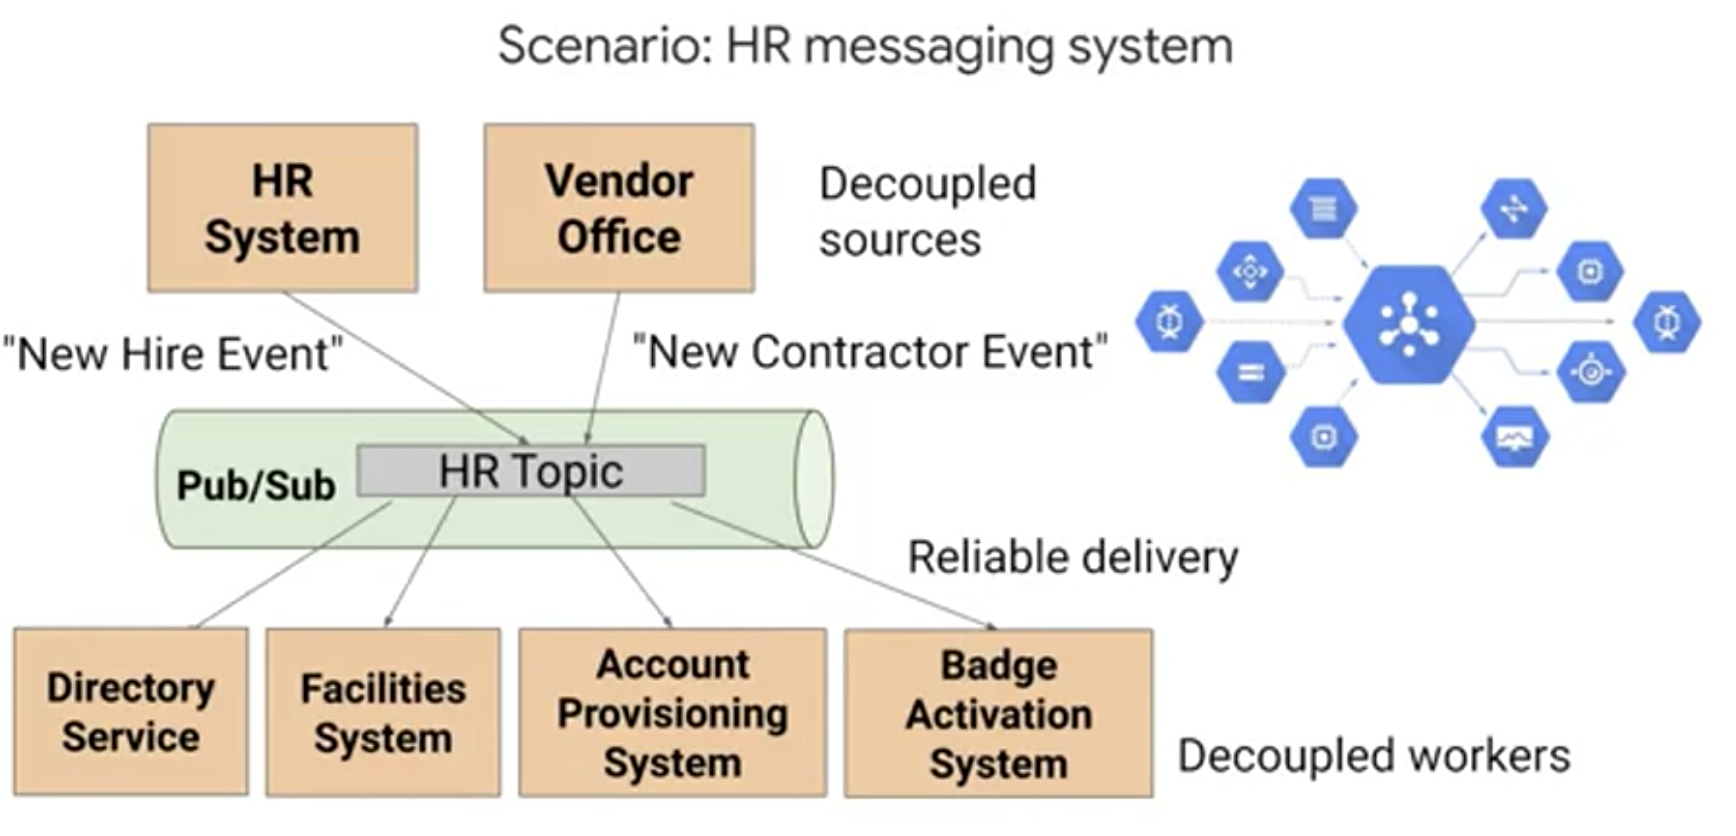 Scenario: HR messaging system
HR
System
Vendor
Office
Decoupled
sources
"New Hire Event"
"New Contractor Event"
Pub/Sub
HR Topic
Reliable delivery
Directory
Service
Facilities
System
Account
Provisioning
System
Badge
Activation
System
Decoupled workers